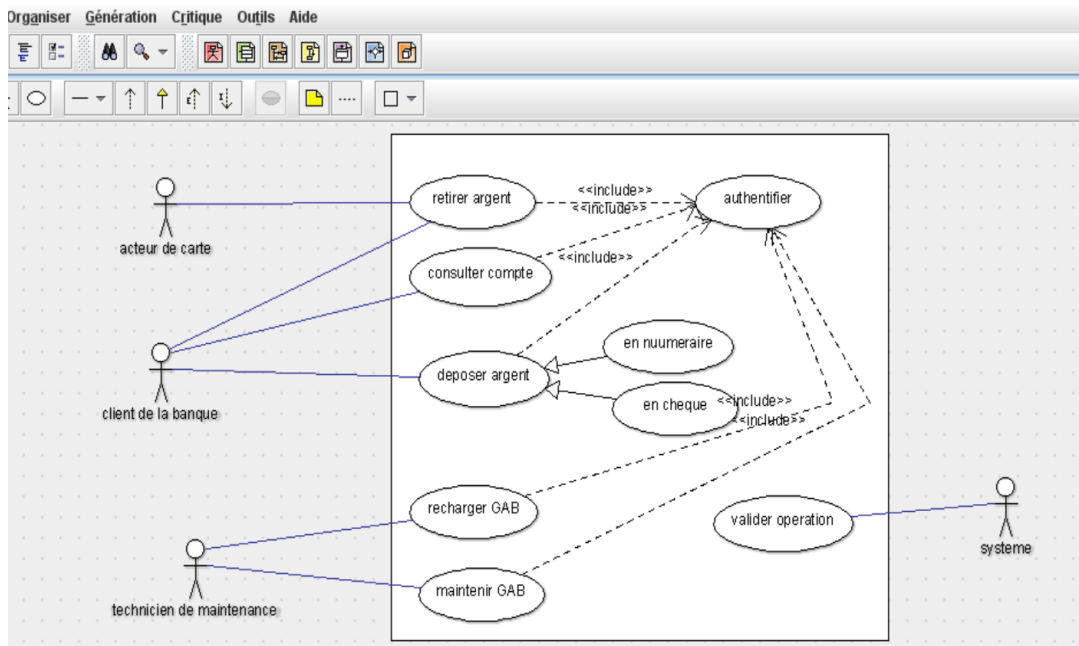 Organiser Génération Critique Outils Aide
retirer argent
<<include>>
<<include>>
authentifier
acteur de carte
consulter compte
<<include>>
en nuumeraire
deposer argent
en cheque
<<include>>
<<include>>
client de la banque
recharger GAB
valider operation
systeme
maintenir GAB
technicien de maintenance